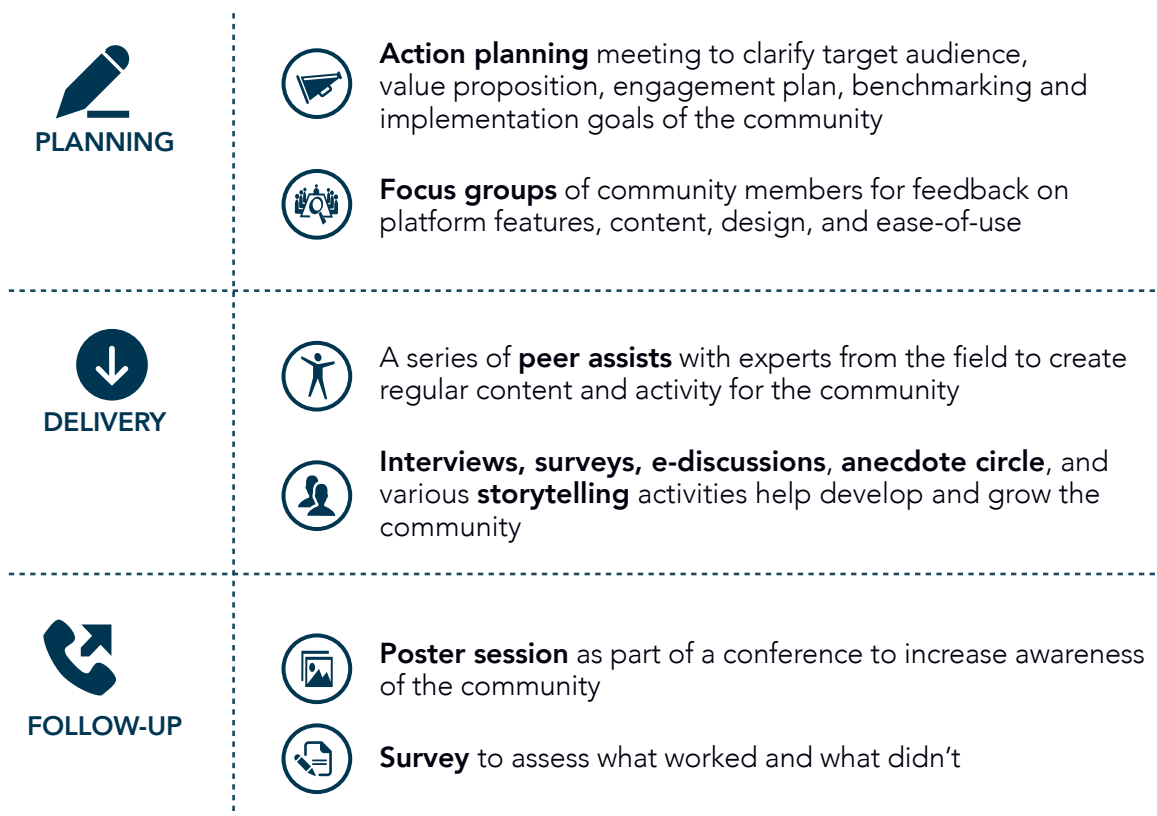 PLANNING
Action planning meeting to clarify target audience,
value proposition, engagement plan, benchmarking and
implementation goals of the community
Focus groups of community members for feedback on
platform features, content, design, and ease-of-use
DELIVERY
A series of peer assists with experts from the field to create
regular content and activity for the community
Interviews, surveys, e-discussions, anecdote circle, and
various storytelling activities help develop and grow the
community
FOLLOW-UP
Poster session as part of a conference to increase awareness
of the community
Survey to assess what worked and what didn’t